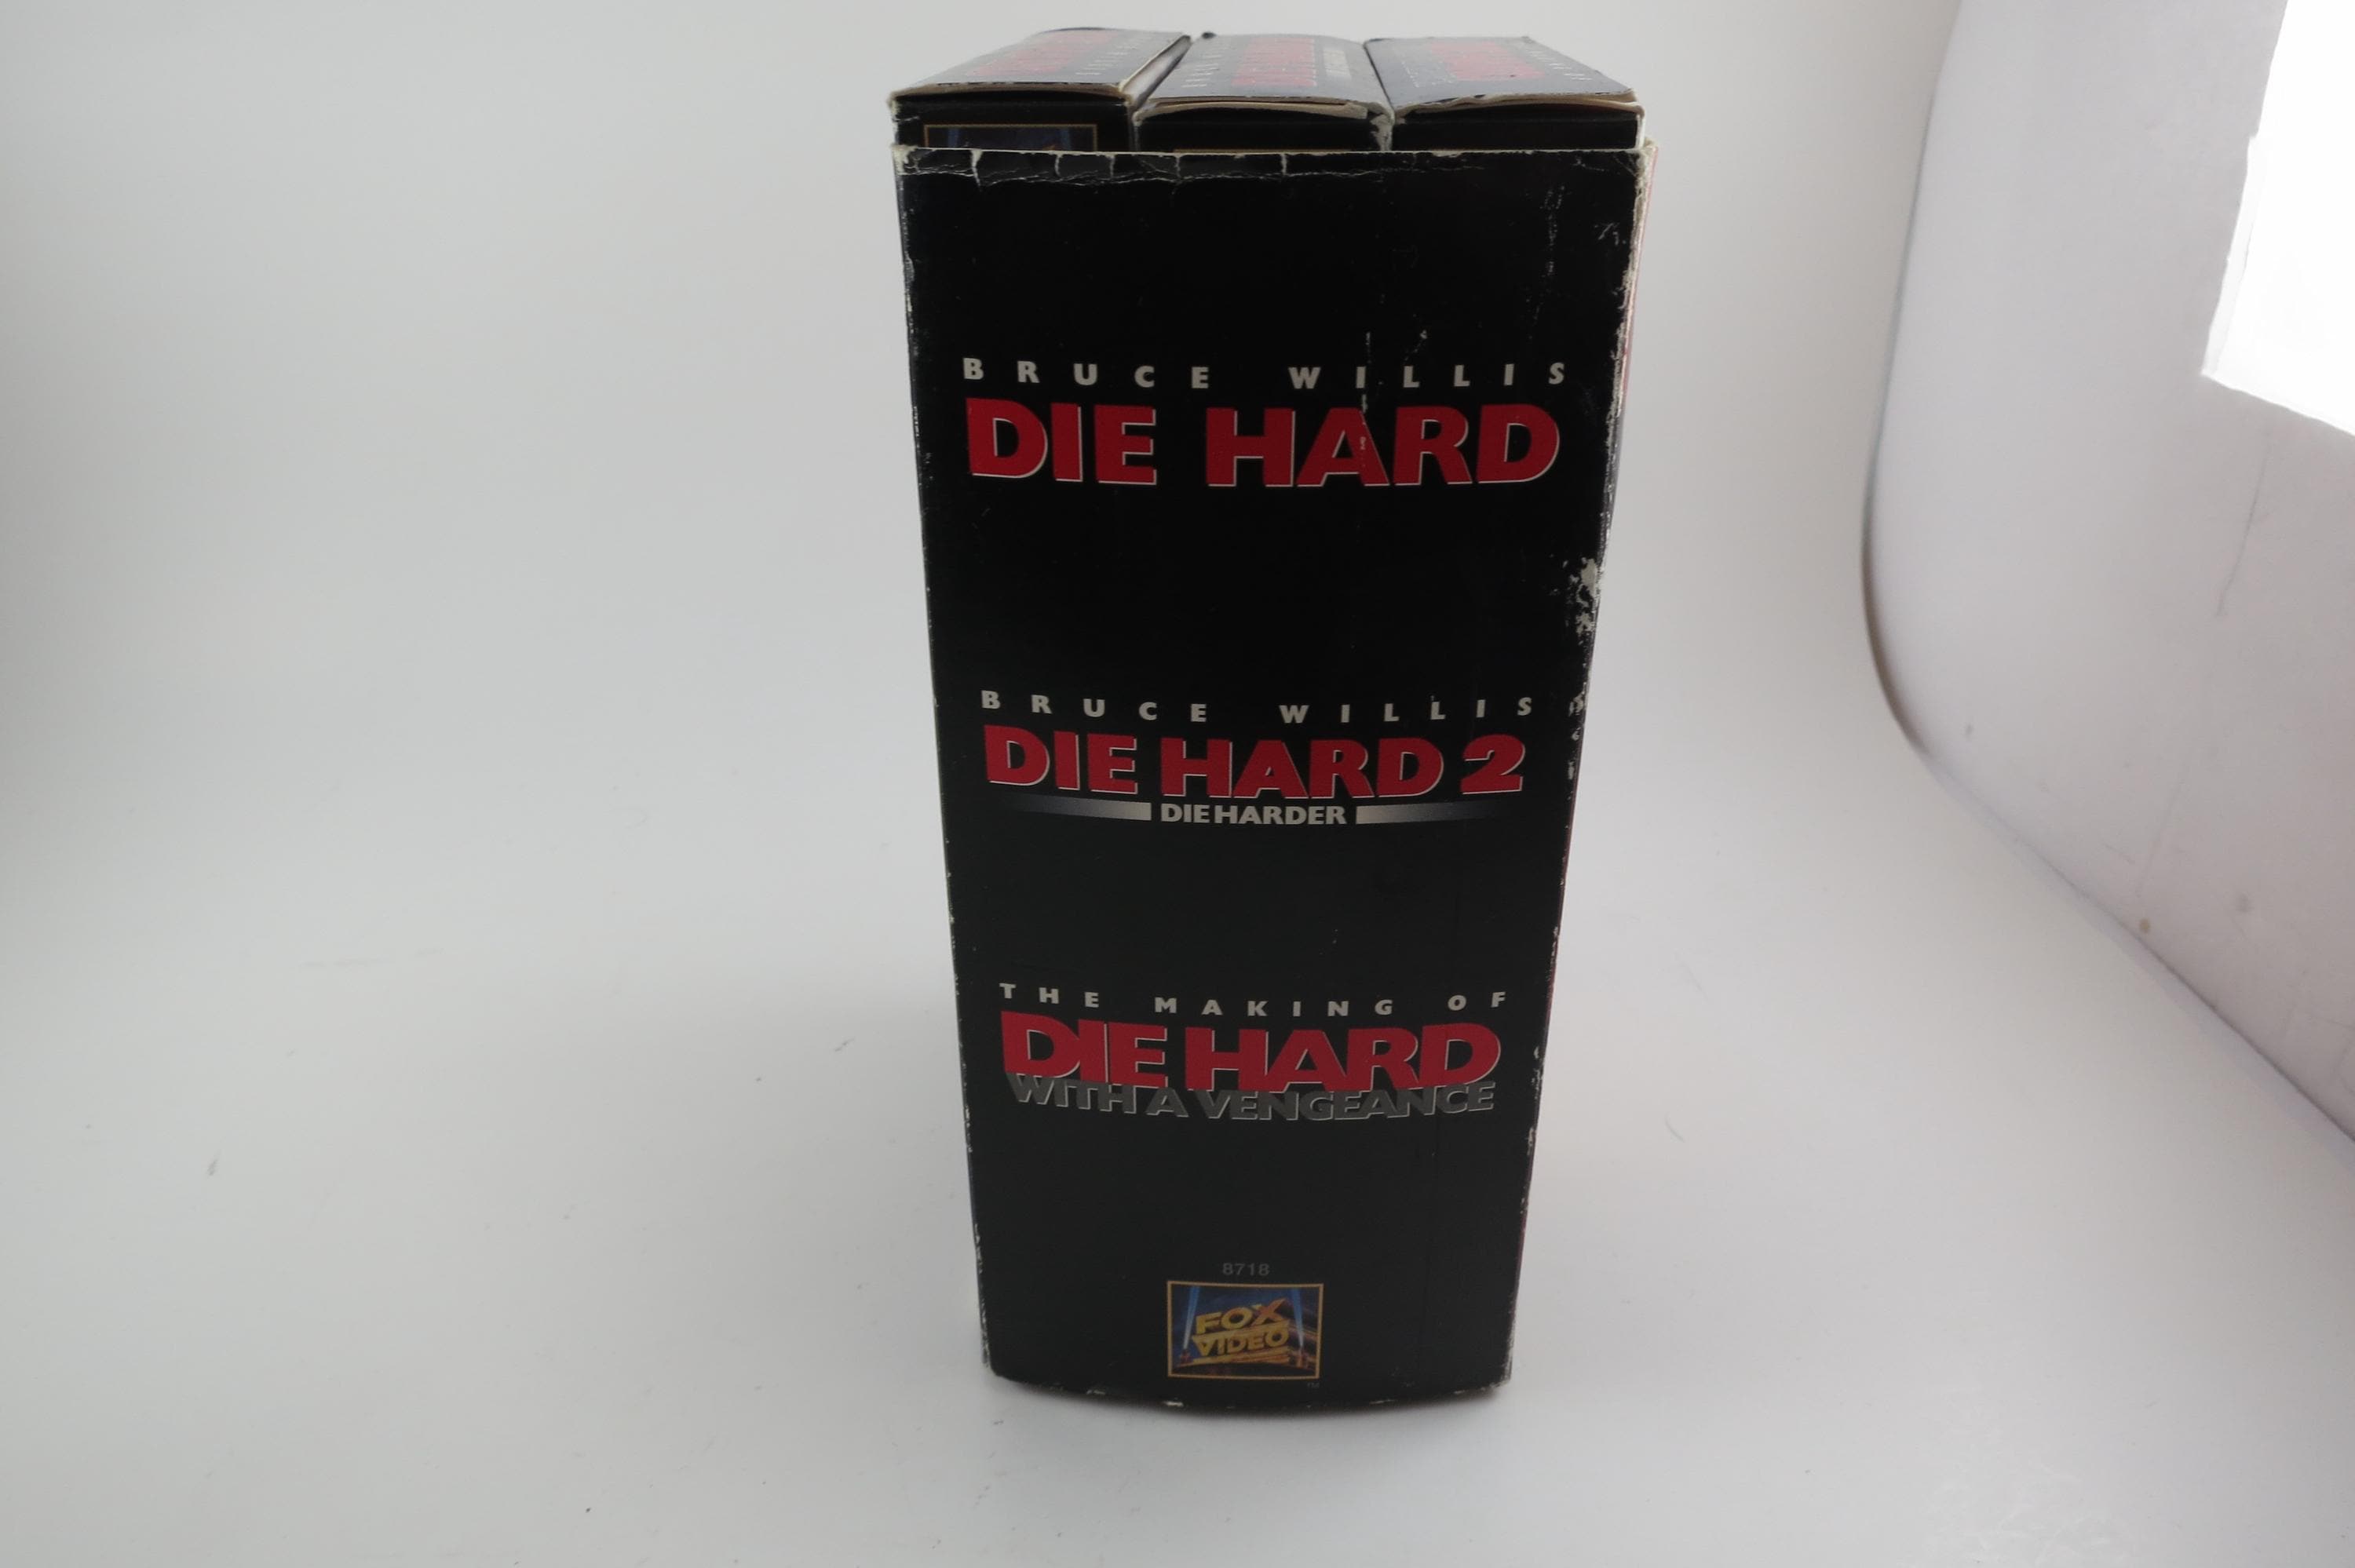 BRUCE WILLIS
DIE HARD
BRUCE WILLIS
DIE HARD 2
DIE HARDER
THE MAKING OF
DIE HARD
WITH A VENGEANCE
8718
FOX
VIDEO
TM